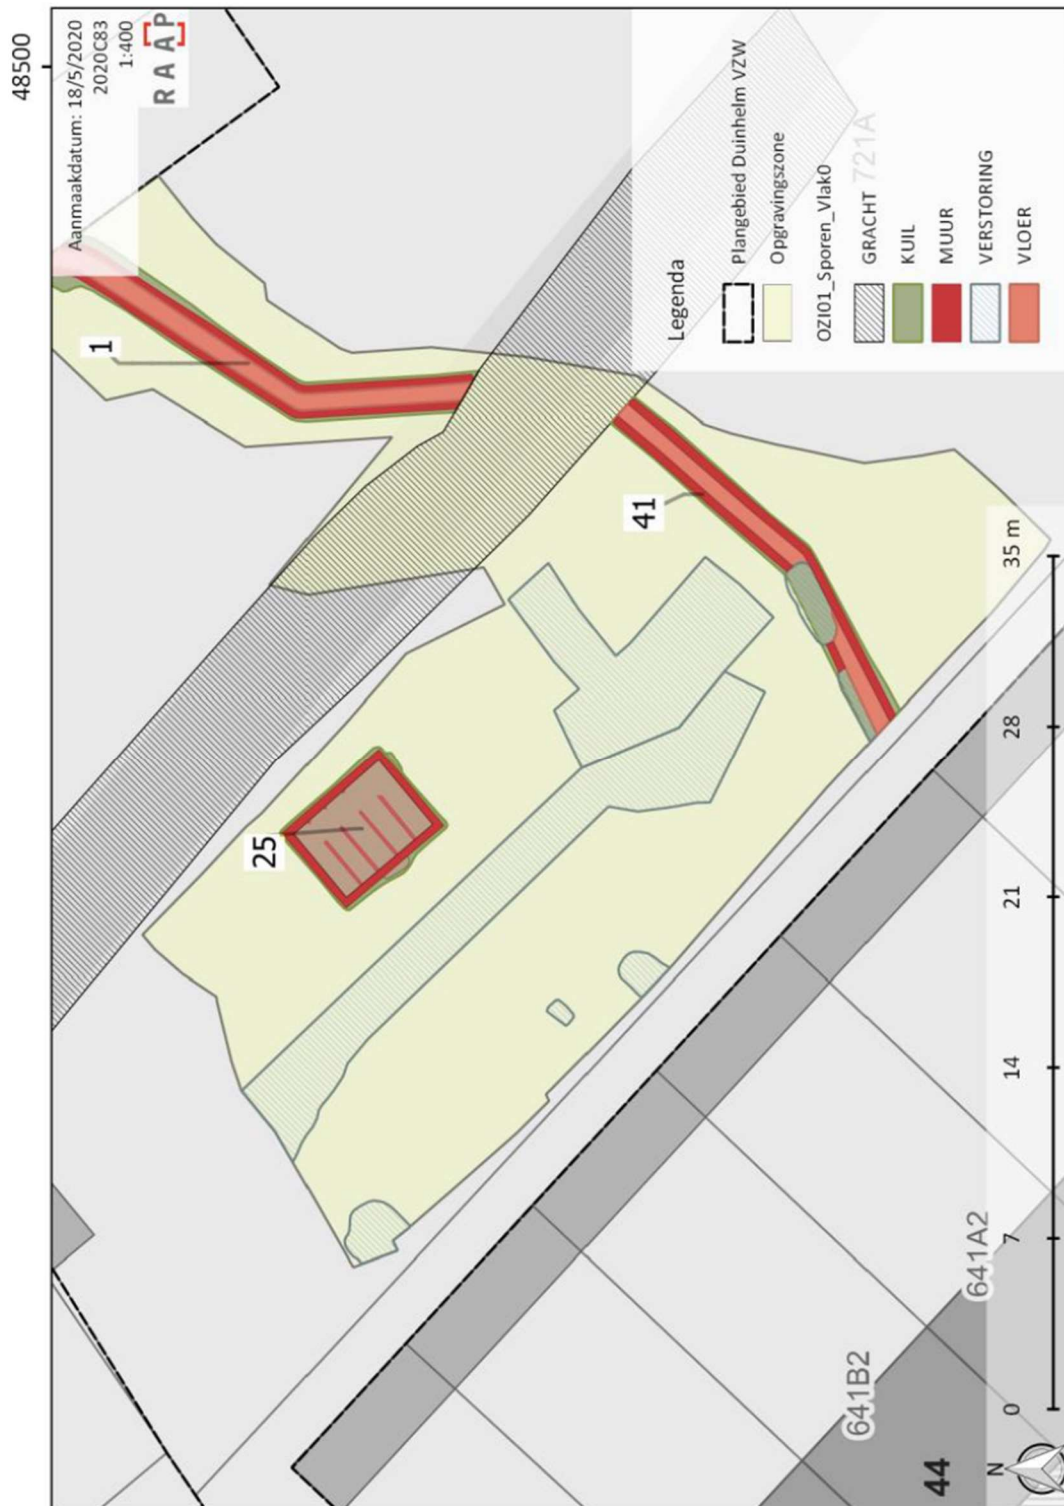 48500
Aanmaakdatum: 18/5/2020
2020C83
1:400
RAAP
1
41
25
Legenda
Plangebied Duinhelm VZW
Opgravingszone
OZI01_Sporen_Vlak0
GRACHT
721A
KUIL
MUUR
VERSTORING
VLOER
641B2
641A2
44
N
0
7
14
21
28
35 m